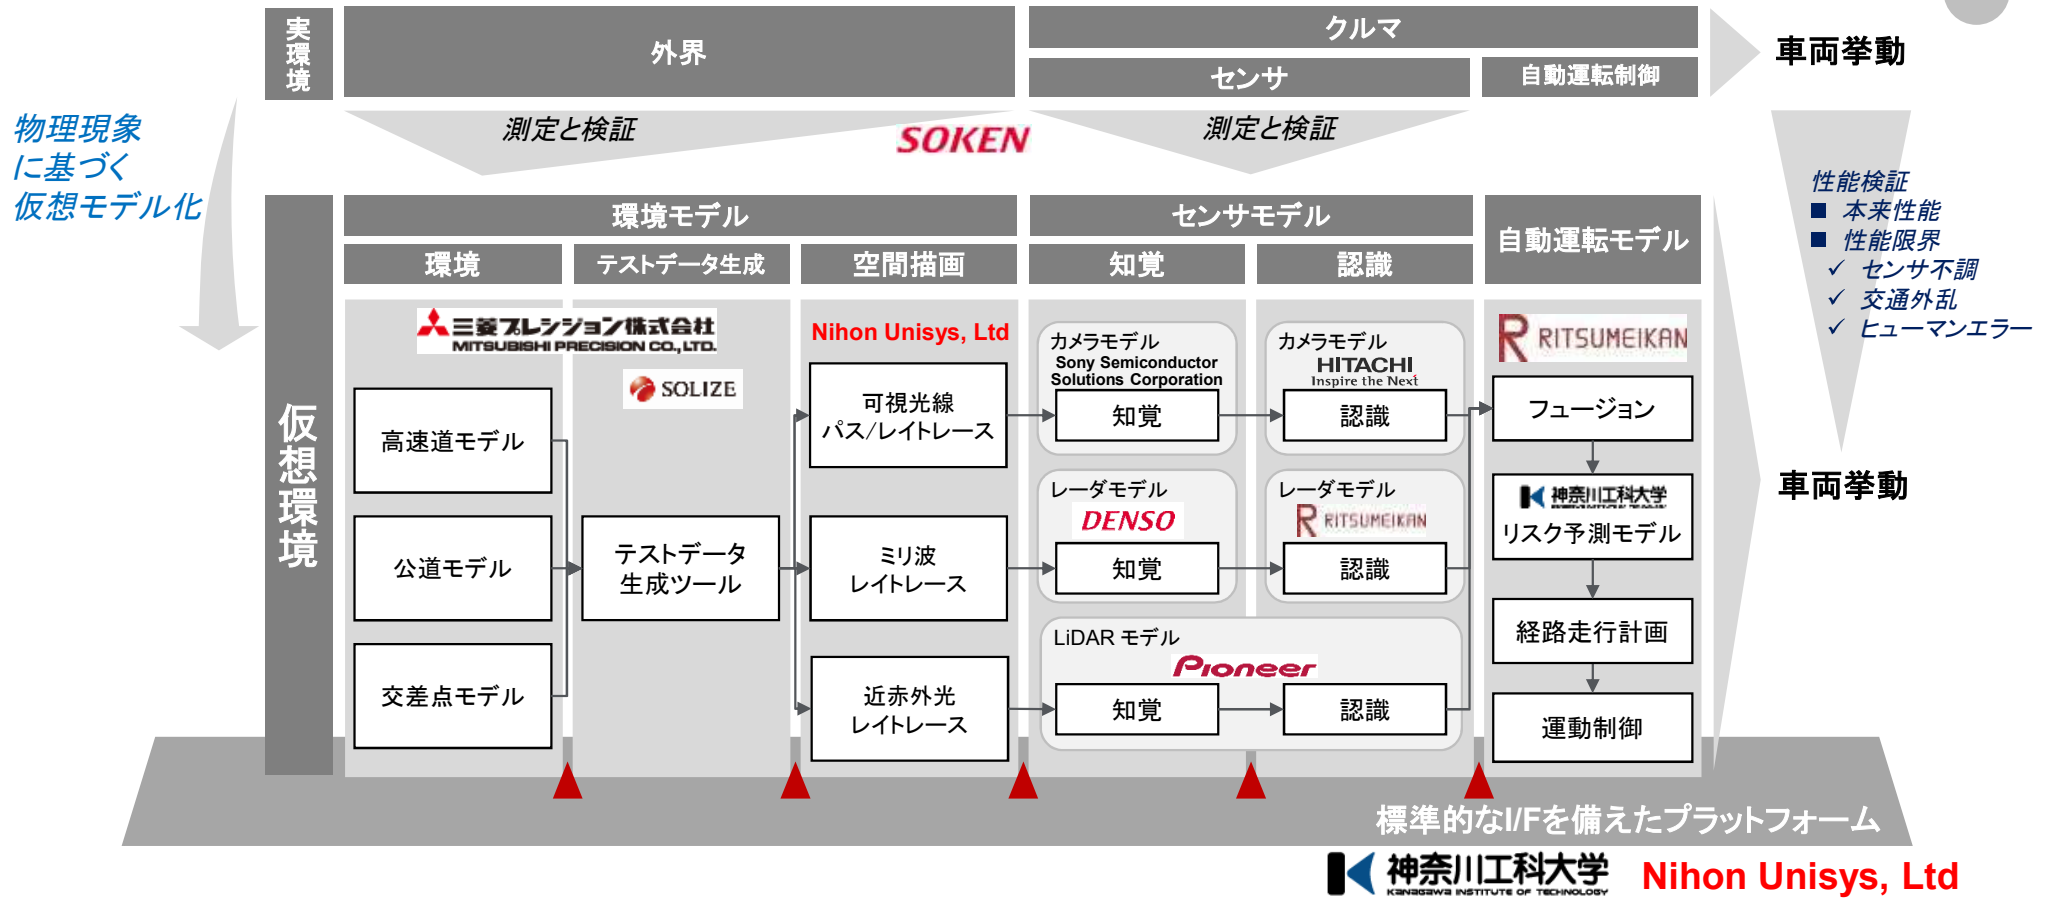 実環境
外界
クルマ
センサ
自動運転制御
車両挙動
物理現象
に基づく
仮想モデル化
測定と検証
SOKEN
測定と検証
性能検証
本来性能
性能限界
センサ不調
交通外乱
ヒューマンエラー
車両挙動
仮想環境
環境モデル
センサモデル
自動運転モデル
環境
テストデータ生成
空間描画
知覚
認識
三菱プレシジョン株式会社
MITSUBISHI PRECISION CO., LTD.
SOLIZE
Nihon Unisys, Ltd
高速道モデル
公道モデル
交差点モデル
テストデータ
生成ツール
可視光線
パス/レイトレース
ミリ波
レイトレース
近赤外光
レイトレース
カメラモデル
Sony Semiconductor
Solutions Corporation
知覚
カメラモデル
HITACHI
Inspire the Next
認識
レーダモデル
DENSO
知覚
レーダモデル
RITSUMEIKAN
認識
LiDAR モデル
Pioneer
知覚
認識
RITSUMEIKAN
フュージョン
神奈川工科大学
リスク予測モデル
経路走行計画
運動制御
標準的なI/Fを備えたプラットフォーム
神奈川工科大学
KANAGAWA INSTITUTE OF TECHNOLOGY
Nihon Unisys, Ltd